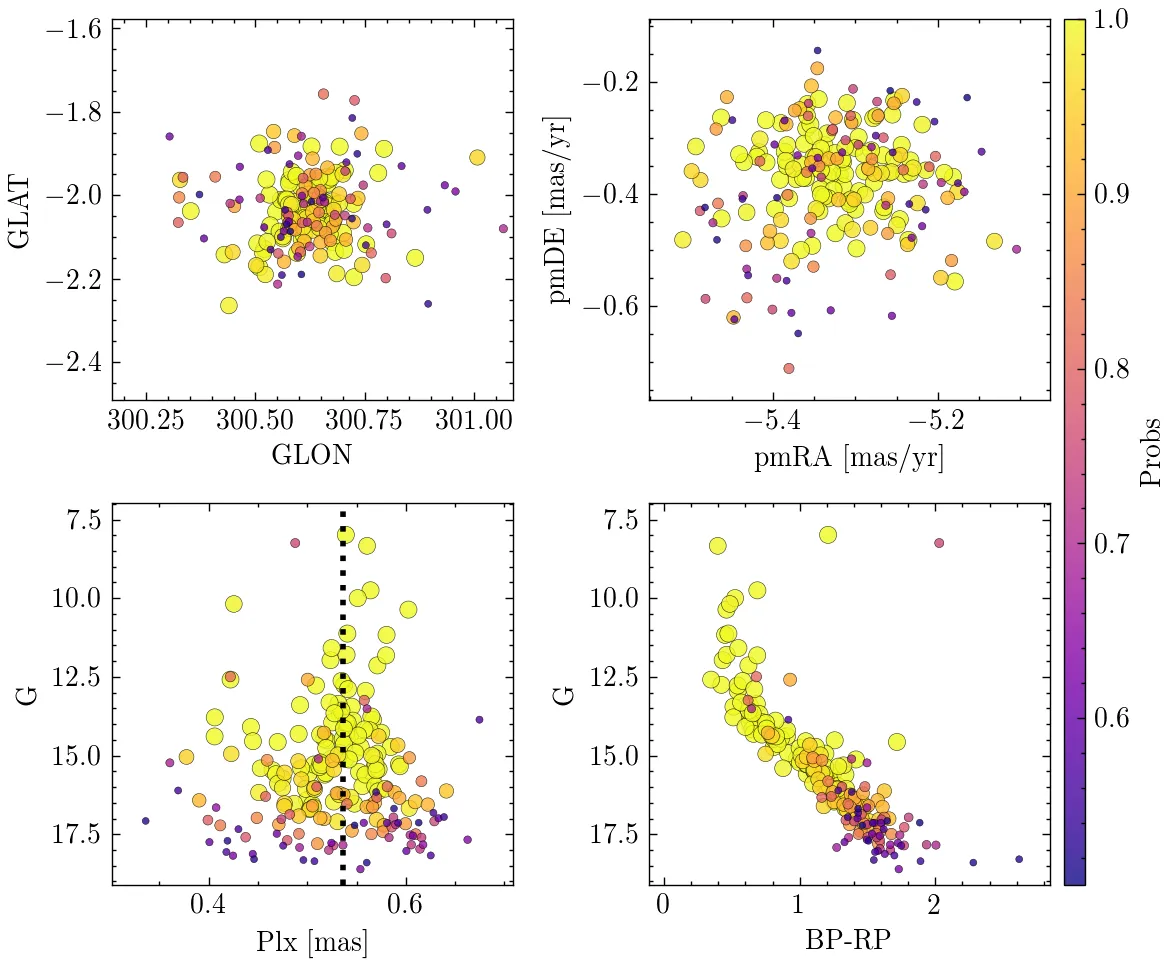 −1.6
−1.8
−2.0
−2.2
−2.4
GLAT
300.25 300.50 300.75 301.00
GLON
−0.2
−0.4
−0.6
pmDE [mas/yr]
−5.4 −5.2
pmRA [mas/yr]
1.0
0.9
0.8
0.7
0.6
Probs
7.5
10.0
12.5
15.0
17.5
G
0.4 0.6
Plx [mas]
7.5
10.0
12.5
15.0
17.5
G
0 1 2
BP-RP